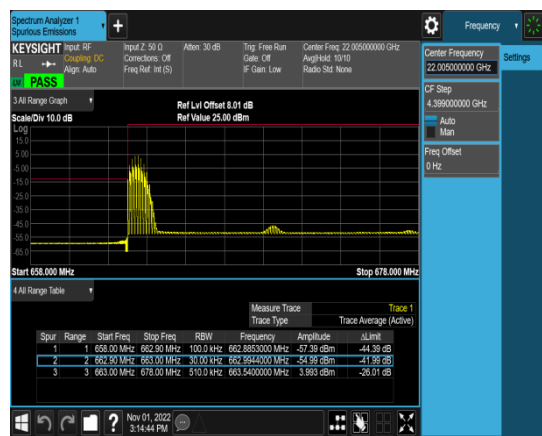 Spectrum Analyzer 1
Spurious Emissions
+
Frequency
KEYSIGHT
R L
LW PASS
Input: RF
Coupling: DC
Align: Auto
Input Z: 50 Ω
Corrections: Off
Freq Ref: Int (S)
Atten: 30 dB
Trig: Free Run
Gate: Off
IF Gain: Low
Center Freq: 22.005000000 GHz
Avg|Hold: 10/10
Radio Std: None
Center Frequency
22.005000000 GHz
Settings
CF Step
4.399000000 GHz
Auto
Man
Freq Offset
0 Hz
3 All Range Graph
Scale/Div 10.0 dB
Ref Lvl Offset 8.01 dB
Ref Value 25.00 dBm
Log
15.0
5.00
-5.00
-15.0
-25.0
-35.0
-45.0
-55.0
-65.0
Start 658.000 MHz
Stop 678.000 MHz
4 All Range Table
Measure Trace Trace 1
Trace Type Trace Average (Active)
Spur Range Start Freq Stop Freq RBW Frequency Amplitude ΔLimit
1 1 658.00 MHz 662.90 MHz 100.0 kHz 662.8853000 MHz -57.39 dBm -44.39 dB
2 2 662.90 MHz 663.00 MHz 30.00 kHz 662.9944000 MHz -54.99 dBm -41.99 dB
3 3 663.00 MHz 678.00 MHz 510.0 kHz 663.5400000 MHz 3.993 dBm -26.01 dB
?
Nov 01, 2022
3:14:44 PM